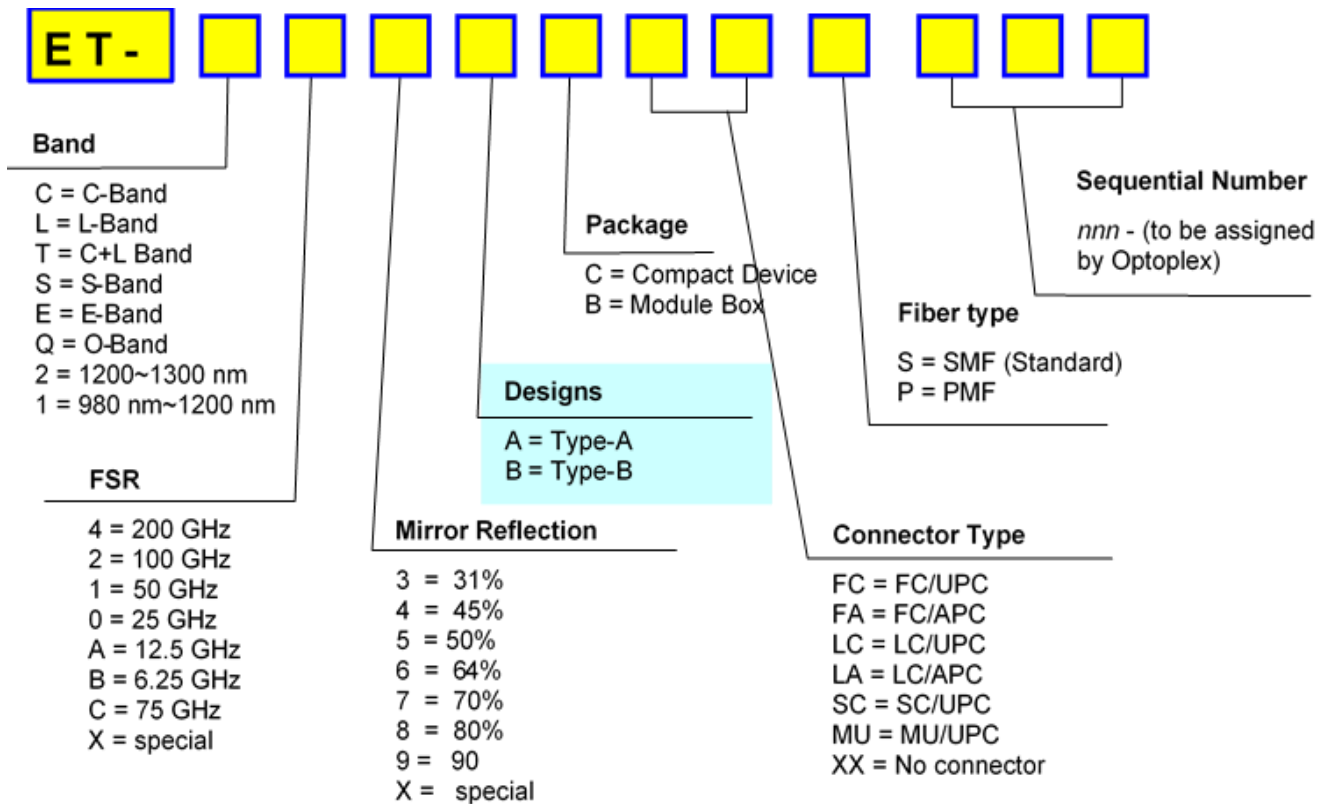 ET-
Band
C = C-Band
L = L-Band
T = C+L Band
S = S-Band
E = E-Band
Q = O-Band
2 = 1200~1300 nm
1 = 980 nm~1200 nm
FSR
4 = 200 GHz
2 = 100 GHz
1 = 50 GHz
0 = 25 GHz
A = 12.5 GHz
B = 6.25 GHz
C = 75 GHz
X = special
Mirror Reflection
3 = 31%
4 = 45%
5 = 50%
6 = 64%
7 = 70%
8 = 80%
9 = 90
X = special
Designs
A = Type-A
B = Type-B
Package
C = Compact Device
B = Module Box
Connector Type
FC = FC/UPC
FA = FC/APC
LC = LC/UPC
LA = LC/APC
SC = SC/UPC
MU = MU/UPC
XX = No connector
Fiber type
S = SMF (Standard)
P = PMF
Sequential Number
nnn - (to be assigned
by Optoplex)